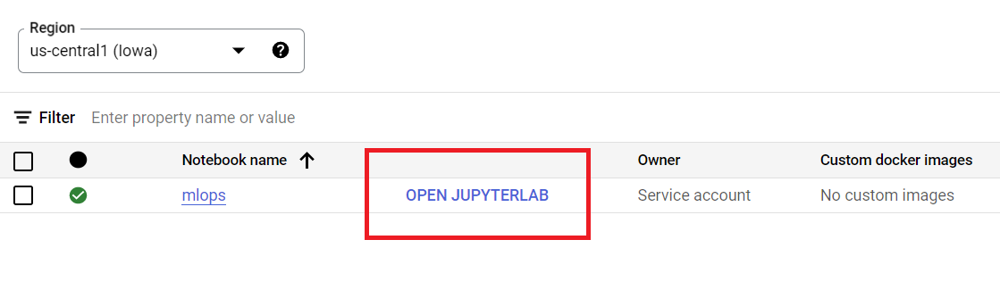 Region
us-central1 (Iowa)
Filter Enter property name or value
Notebook name Owner Custom docker images
mlops OPEN JUPYTERLAB Service account No custom images